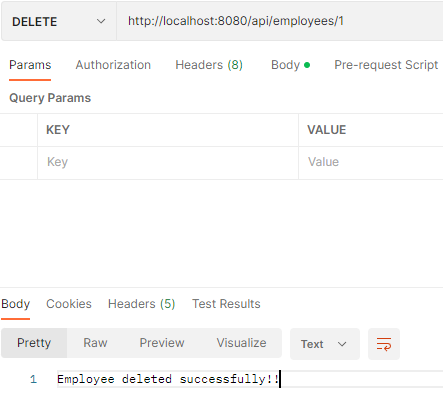 DELETE http://localhost:8080/api/employees/1
Params Authorization Headers (8) Body Pre-request Script
Query Params
KEY VALUE
Key Value
Body Cookies Headers (5) Test Results
Pretty Raw Preview Visualize Text
1 Employee deleted successfully!!